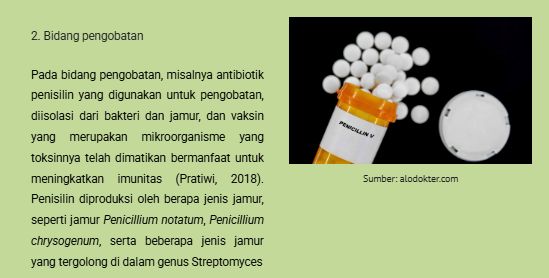 2. Bidang pengobatan
Pada bidang pengobatan, misalnya antibiotik
penisilin yang digunakan untuk pengobatan,
diisolasi dari bakteri dan jamur, dan vaksin
yang merupakan mikroorganisme yang
toksinnya telah dimatikan bermanfaat untuk
meningkatkan imunitas (Pratiwi, 2018).
Penisilin diproduksi oleh berapa jenis jamur,
seperti jamur Penicillium notatum, Penicillium
chrysogenum, serta beberapa jenis jamur
yang tergolong di dalam genus Streptomyces
PENICILLIN V
Sumber: alodokter.com